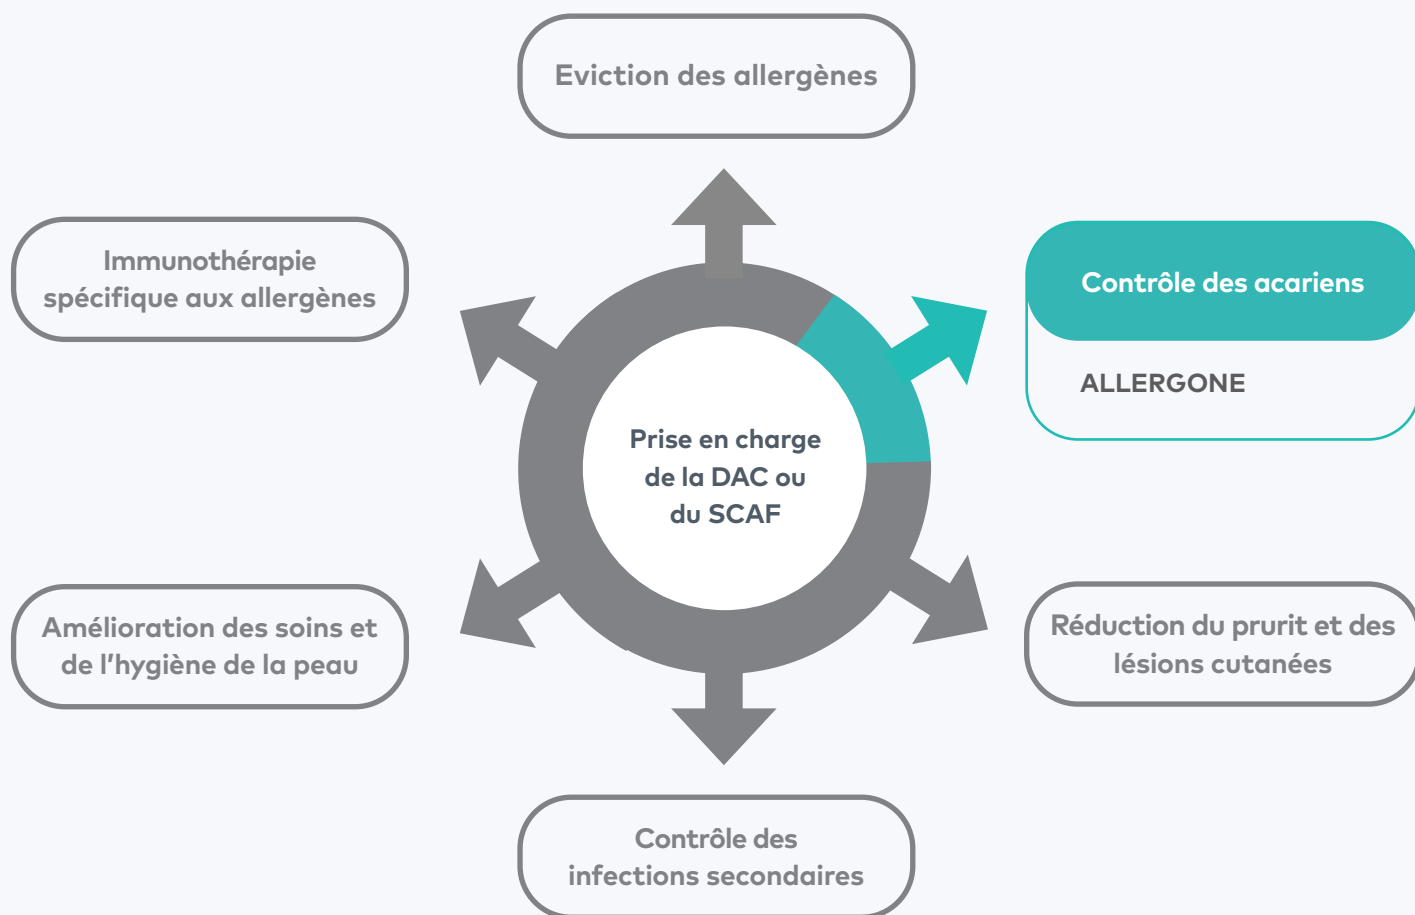 Eviction des allergènes
Immunothérapie
spécifique aux allergènes
Contrôle des acariens
ALLERGONE
Prise en charge
de la DAC ou
du SCAF
Amélioration des soins et
de l'hygiène de la peau
Réduction du prurit et des
lésions cutanées
Contrôle des
infections secondaires